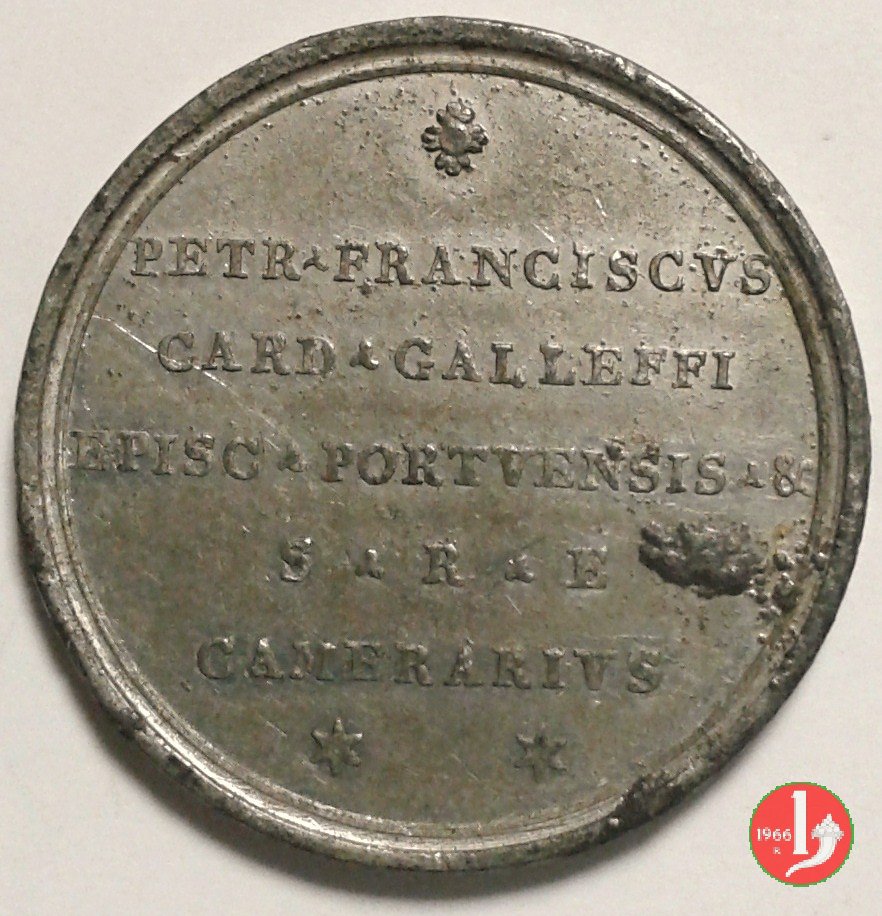 PETR · FRANCISCVS
CARD · GALLEFFI
EPISC · PORTVENSIS · &
S · R · E
CAMERARIVS
1966
R